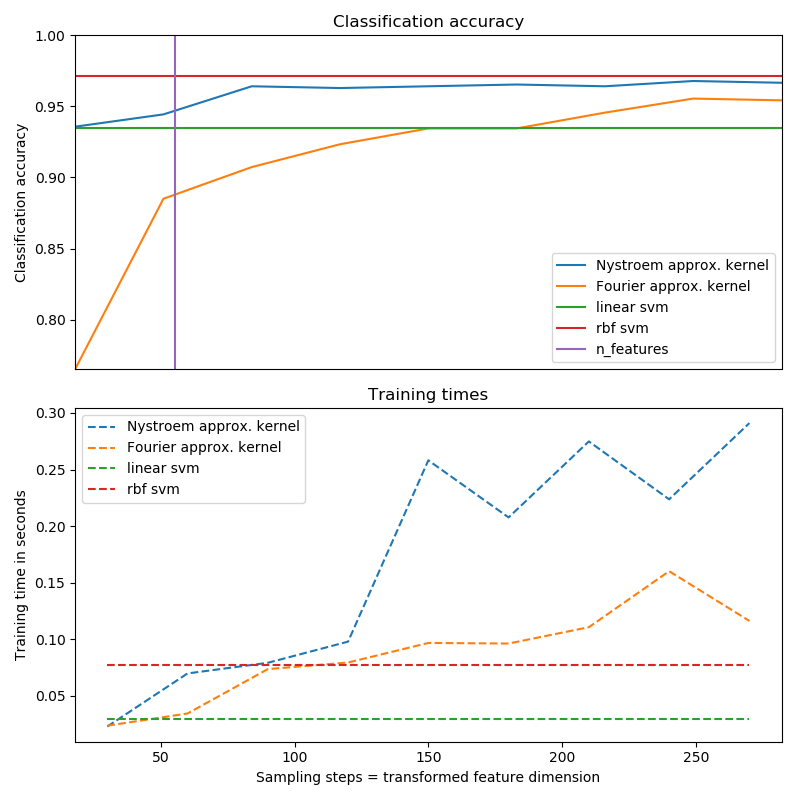 Classification accuracy
1.00
0.95
0.90
0.85
0.80
Classification accuracy
Nystroem approx. kernel
Fourier approx. kernel
linear svm
rbf svm
n_features
Training times
0.30
0.25
0.20
0.15
0.10
0.05
Training time in seconds
Nystroem approx. kernel
Fourier approx. kernel
linear svm
rbf svm
50 100 150 200 250
Sampling steps = transformed feature dimension